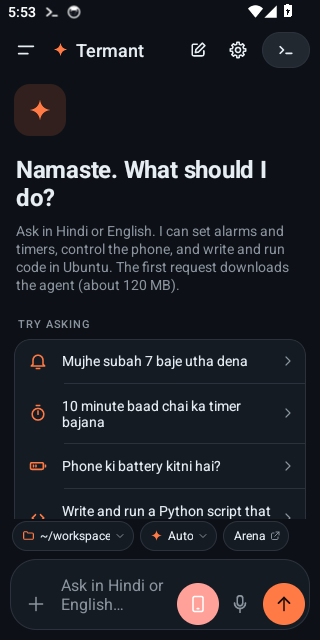 5:53
Termant
Namaste. What should I
do?
Ask in Hindi or English. I can set alarms and
timers, control the phone, and write and run
code in Ubuntu. The first request downloads
the agent (about 120 MB).
TRY ASKING
Mujhe subah 7 baje utha dena
10 minute baad chai ka timer
bajana
Phone ki battery kitni hai?
Write and run a Python script that
~/workspace
Auto
Arena
Ask in Hindi or
English…